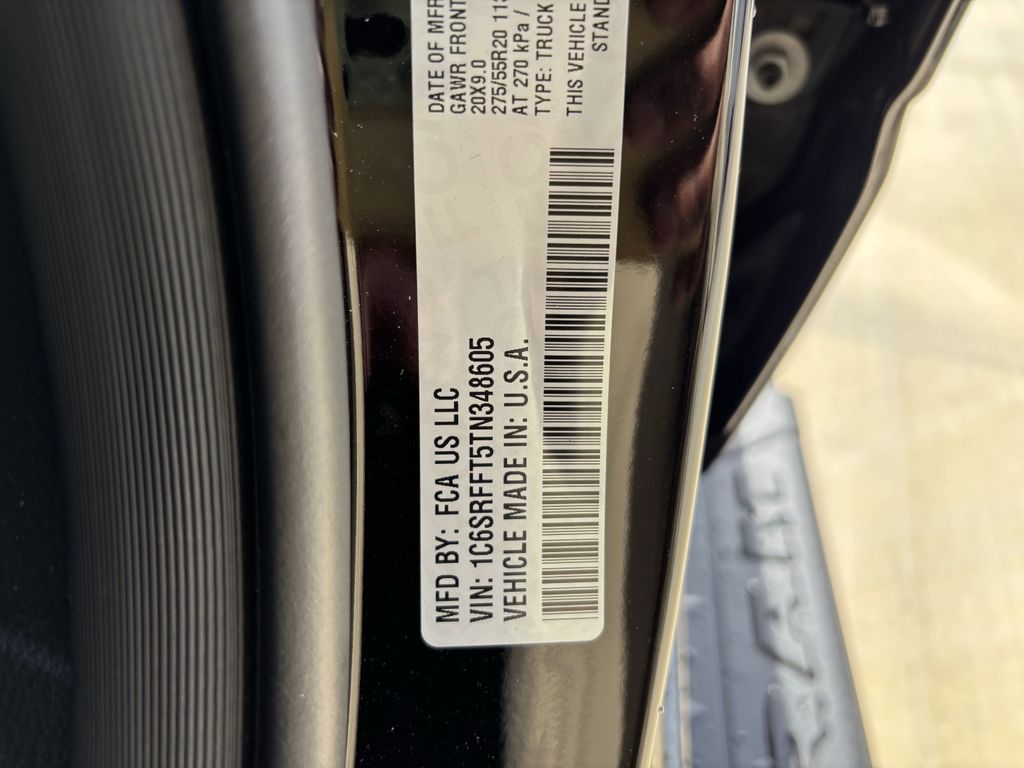 MFD BY: FCA US LLC
VIN: 1C6SRFFT5TN348605
VEHICLE MADE IN: U.S.A.
DATE OF MFR
GAWR FRONT
20X9.0
275/55R20
AT 270 kPa /
TYPE: TRUCK
THIS VEHICLE
STAND